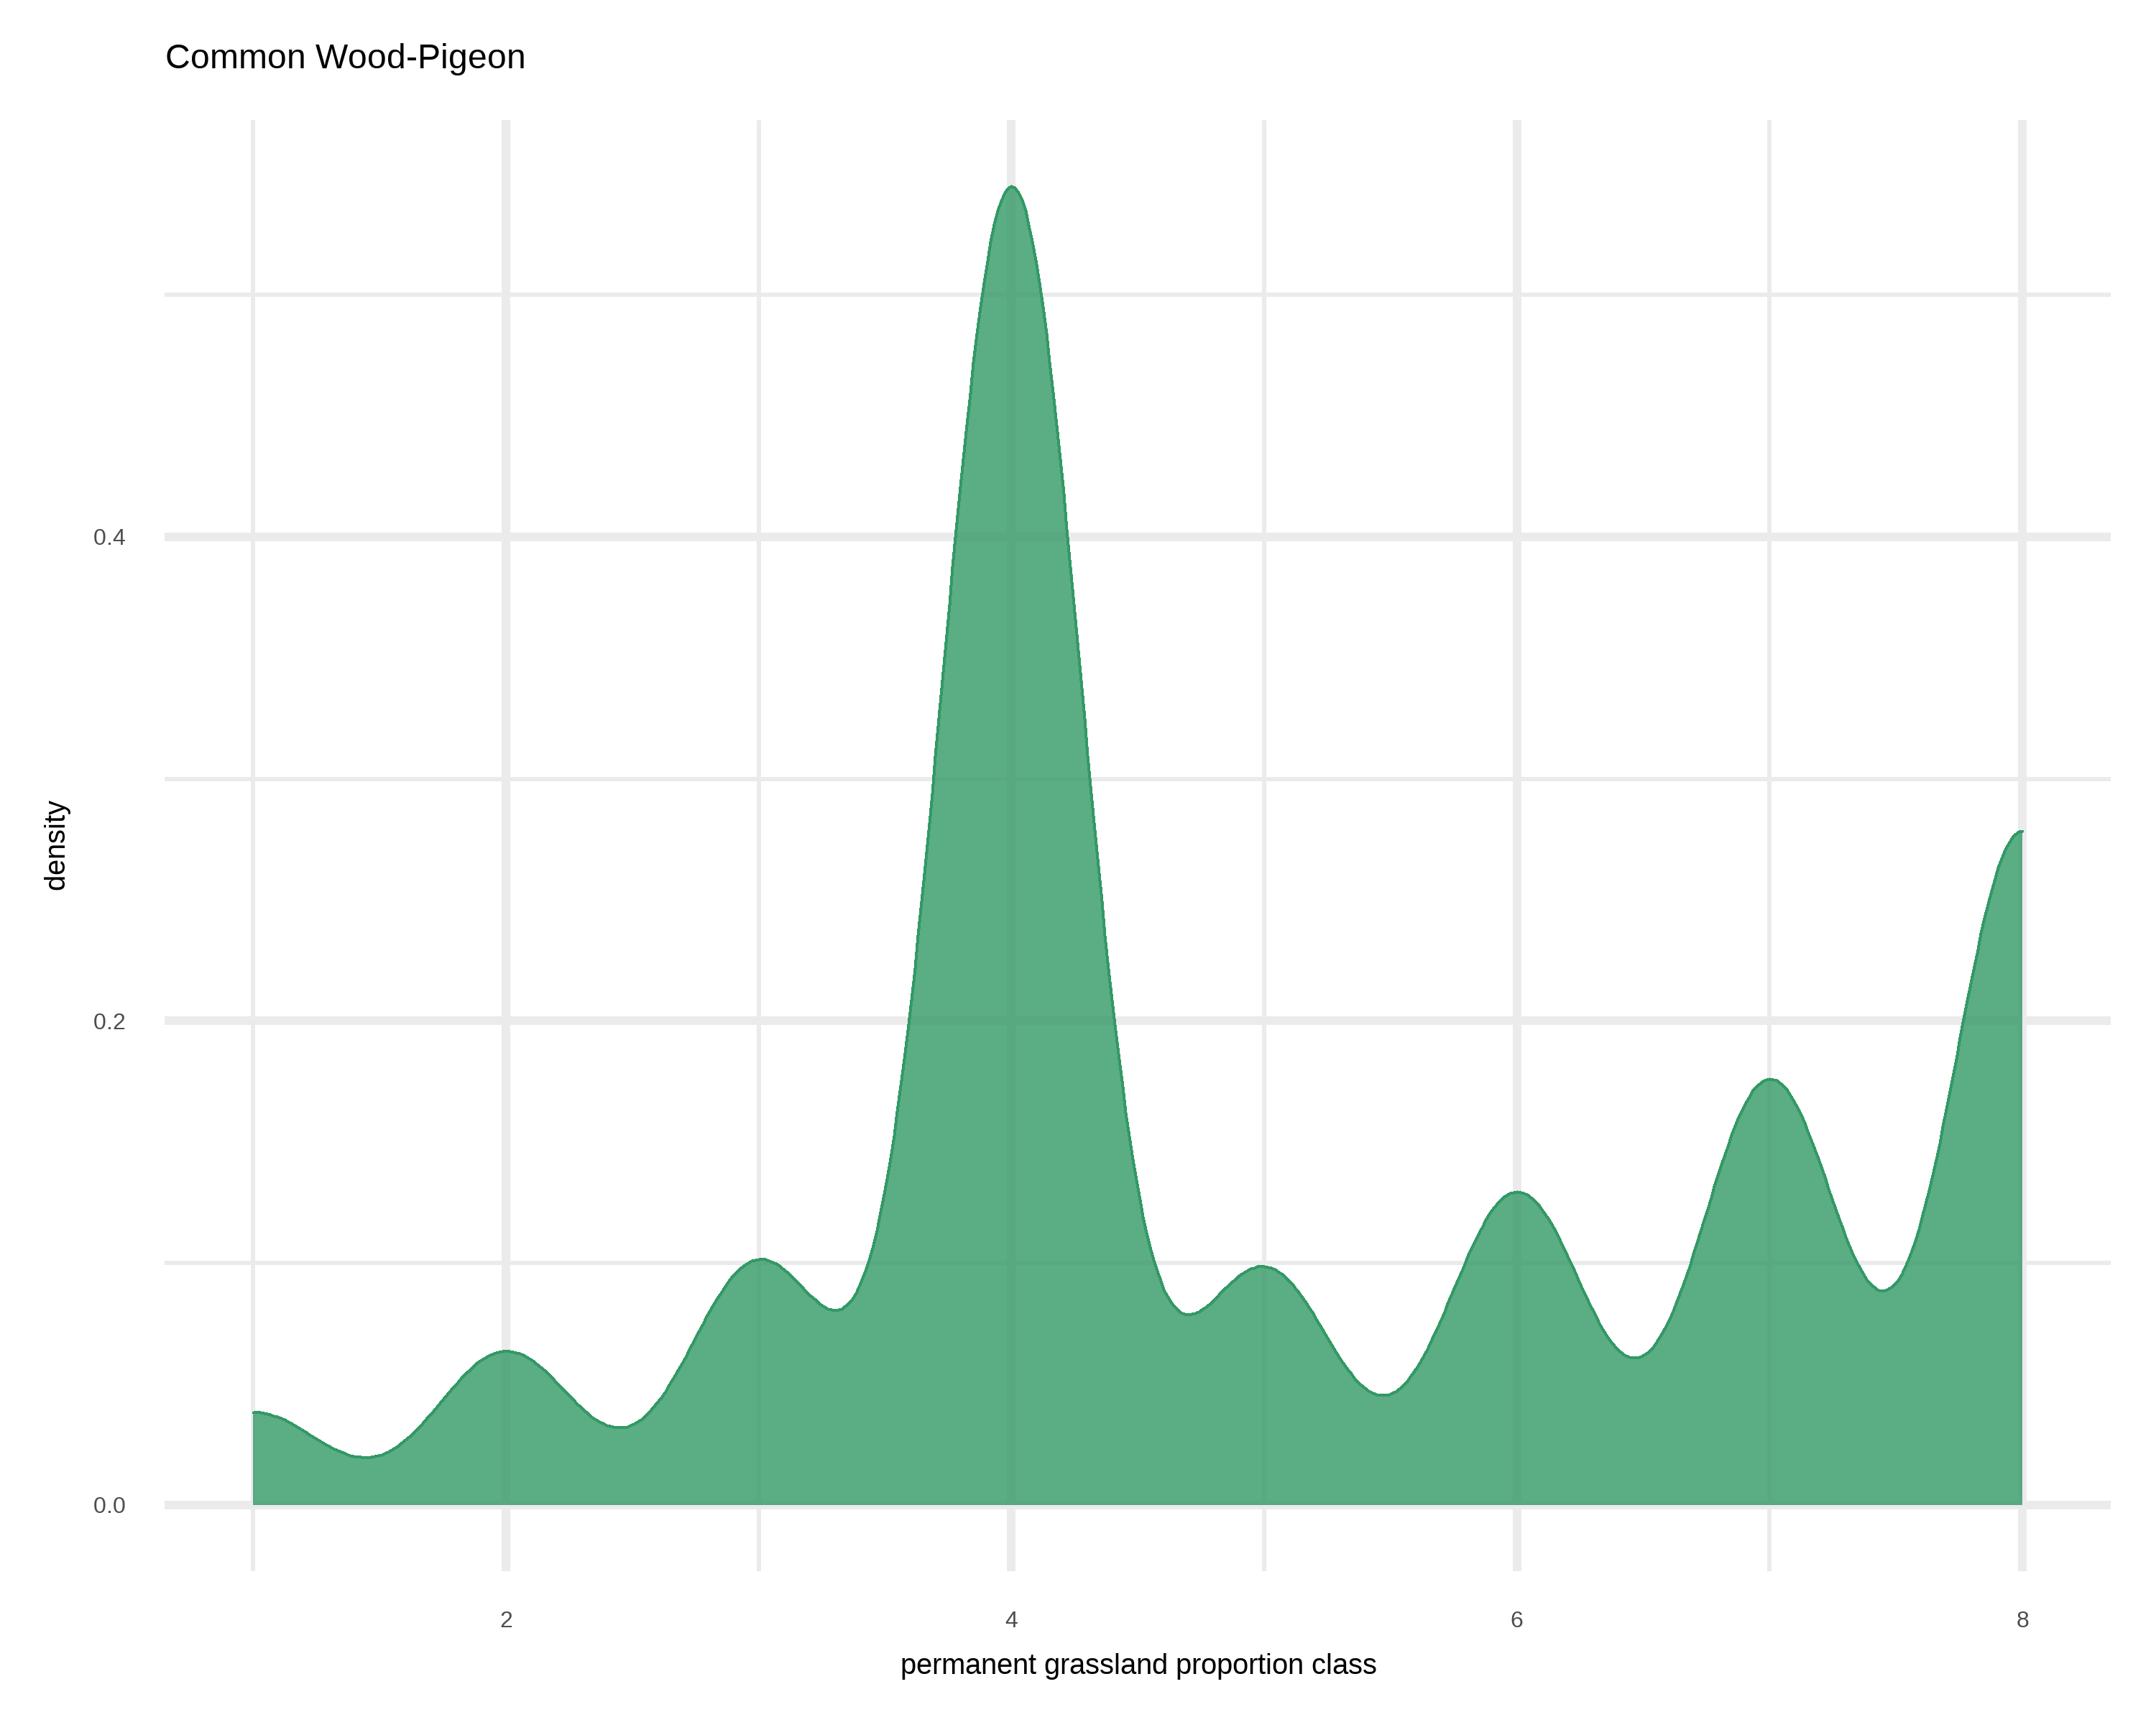 Common Wood-Pigeon
0.4
0.2
0.0
density
2 4 6 8
permanent grassland proportion class